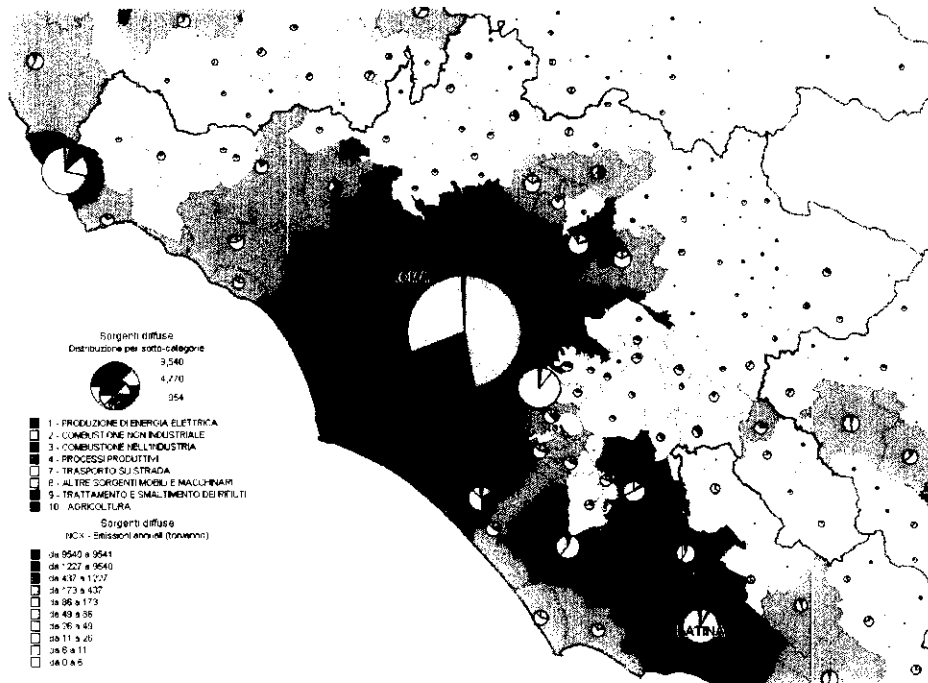 Sorgenti diffuse
Distribuzione per sotto-categorie
9,540
4,770
954
1 - PRODUZIONE DI ENERGIA ELETTRICA
2 - COMBUSTIONE NON INDUSTRIALE
3 - COMBUSTIONE NELL'INDUSTRIA
4 - PROCESSI PRODUTTIVI
7 - TRASPORTO SU STRADA
8 - ALTRE SORGENTI MOBILI E MACCHINARI
9 - TRATTAMENTO E SMALTIMENTO DEI RIFIUTI
10 - AGRICOLTURA
Sorgenti diffuse
NOX - Emissioni annuali (ton/anno)
da 9540 a 9541
da 1227 a 9540
da 437 a 1227
da 173 a 437
da 86 a 173
da 49 a 86
da 26 a 49
da 11 a 26
da 6 a 11
da 0 a 6
LATINA